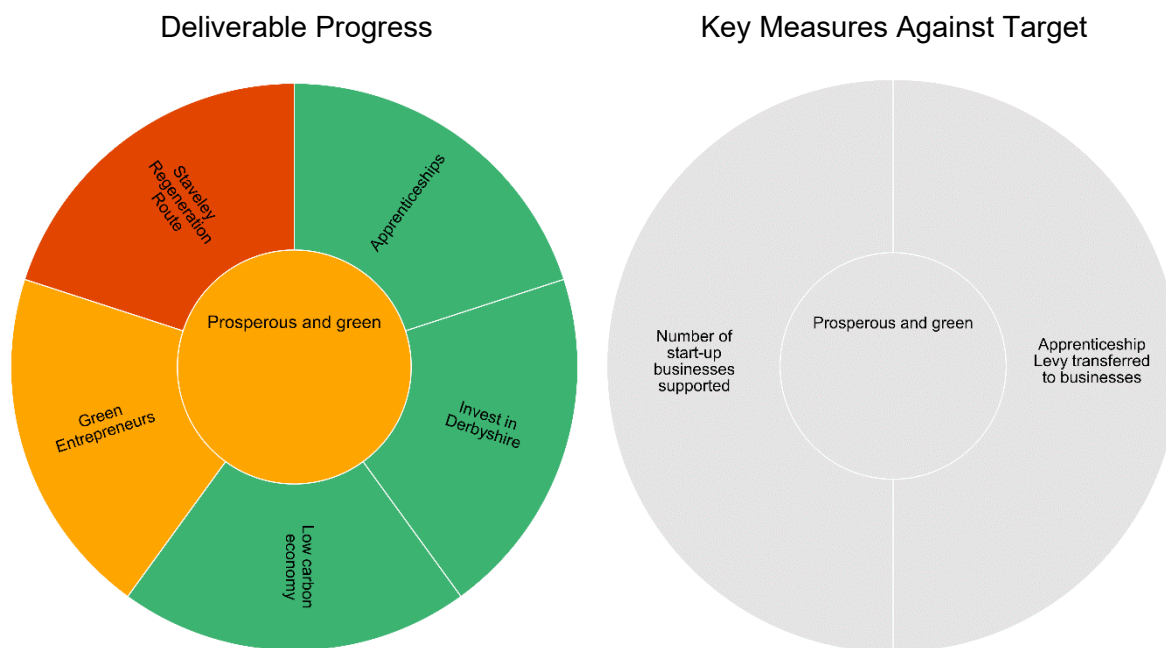 Deliverable Progress
Key Measures Against Target
Staveley
Regeneration
Route
Apprenticeships
Prosperous and green
Green
Entrepreneurs
Invest in
Derbyshire
Low carbon
economy
Number of
start-up
businesses
supported
Prosperous and green
Apprenticeship
Levy transferred
to businesses